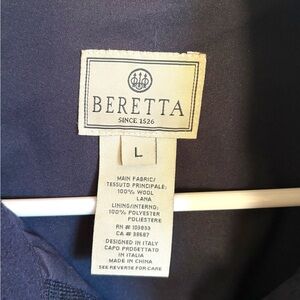 BERETTA
SINCE 1526
L
MAIN FABRIC/
TESSUTO PRINCIPALE:
100% WOOL
LANA
LINING/INTERNO:
100% POLYESTER
POLIESTERE
RN # 103033
CA # 38687
DESIGNED IN ITALY
CAPO PROGETTATO
IN ITALIA
MADE IN CHINA
SEE REVERSE FOR CARE